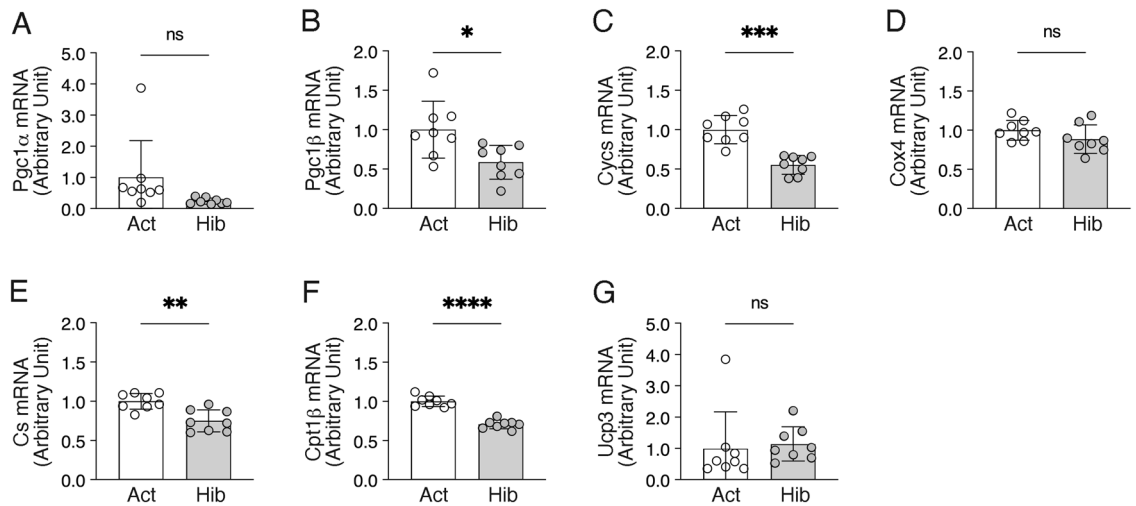 A
ns
Pgc1α mRNA
(Arbitrary Unit)
5.0
4.0
3.0
2.0
1.0
0.0
Act Hib
B
*
Pgc1β mRNA
(Arbitrary Unit)
2.0
1.5
1.0
0.5
0.0
Act Hib
C
***
Cycs mRNA
(Arbitrary Unit)
2.0
1.5
1.0
0.5
0.0
Act Hib
D
ns
Cox4 mRNA
(Arbitrary Unit)
2.0
1.5
1.0
0.5
0.0
Act Hib
E
**
Cs mRNA
(Arbitrary Unit)
2.0
1.5
1.0
0.5
0.0
Act Hib
F
****
Cpt1β mRNA
(Arbitrary Unit)
2.0
1.5
1.0
0.5
0.0
Act Hib
G
ns
Ucp3 mRNA
(Arbitrary Unit)
5.0
4.0
3.0
2.0
1.0
0.0
Act Hib